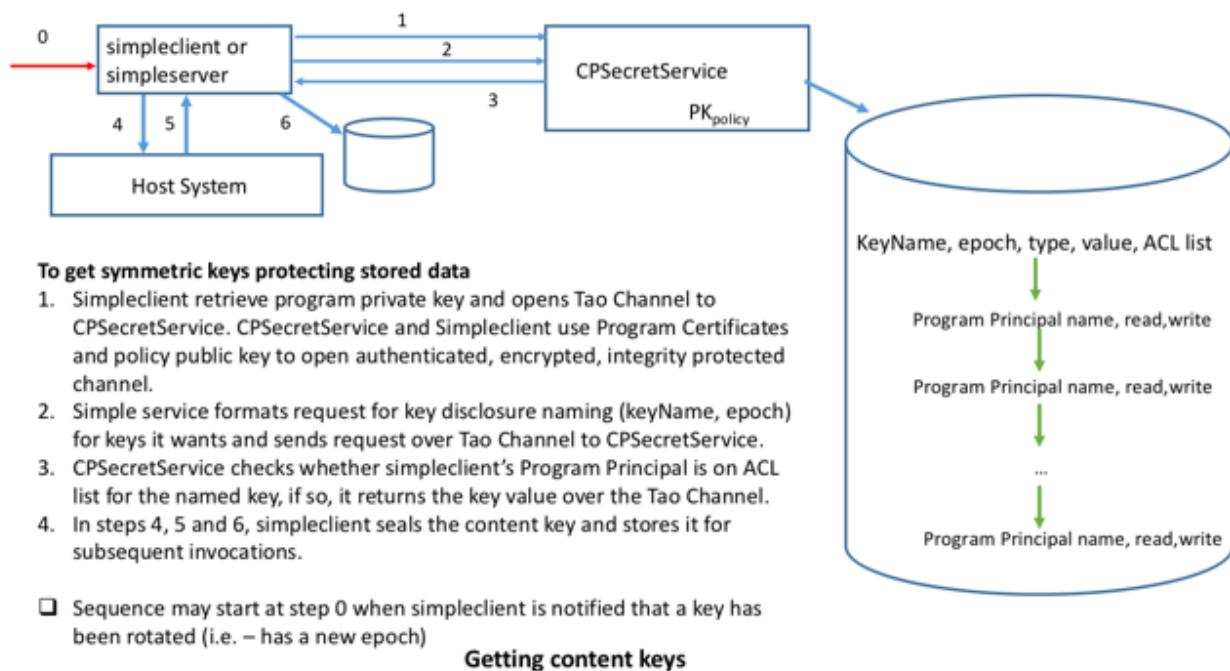 0
simpleclient or
simpleserver
1
2
3
CPSecretService
PKpolicy
4
5
6
Host System
KeyName, epoch, type, value, ACL list
Program Principal name, read,write
Program Principal name, read,write
...
Program Principal name, read,write
To get symmetric keys protecting stored data
1. Simpleclient retrieve program private key and opens Tao Channel to
CPSecretService. CPSecretService and Simpleclient use Program Certificates
and policy public key to open authenticated, encrypted, integrity protected
channel.
2. Simple service formats request for key disclosure naming (keyName, epoch)
for keys it wants and sends request over Tao Channel to CPSecretService.
3. CPSecretService checks whether simpleclient's Program Principal is on ACL
list for the named key, if so, it returns the key value over the Tao Channel.
4. In steps 4, 5 and 6, simpleclient seals the content key and stores it for
subsequent invocations.
❑ Sequence may start at step 0 when simpleclient is notified that a key has
been rotated (i.e. – has a new epoch)
Getting content keys